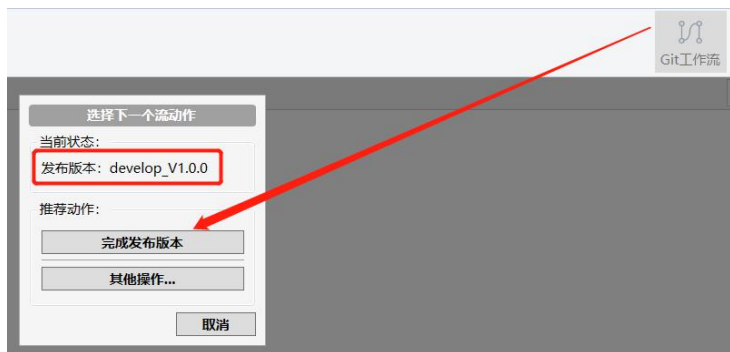 Git工作流
选择下一个流动作
当前状态:
发布版本: develop_V1.0.0
推荐动作:
完成发布版本
其他操作...
取消